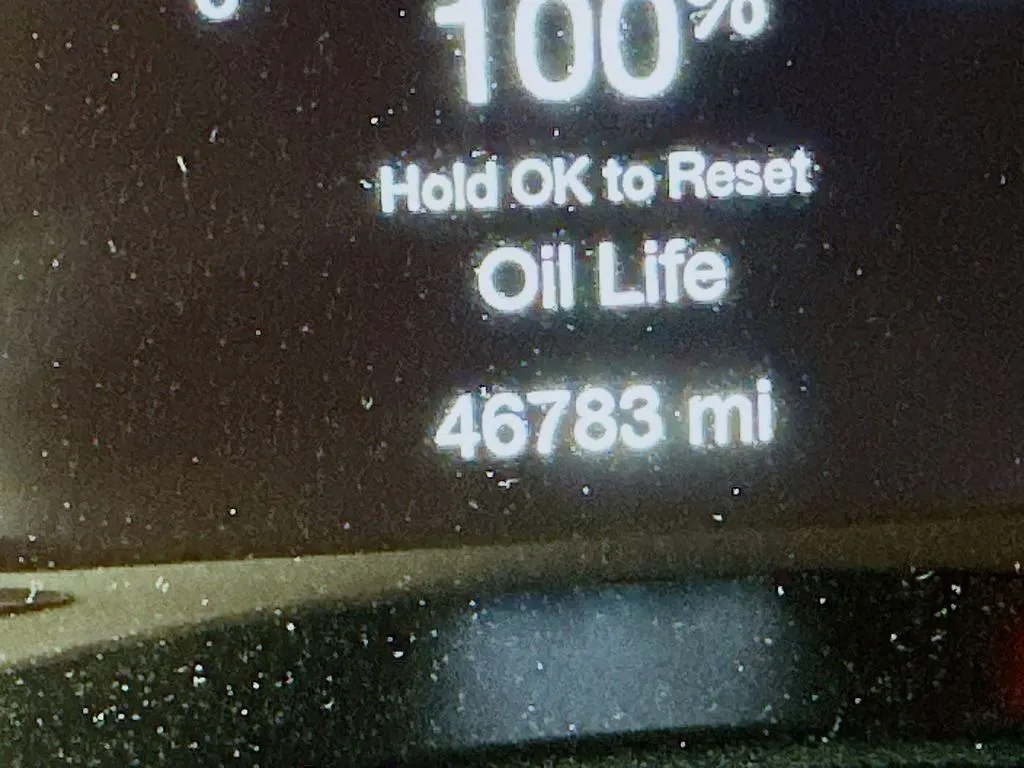 100%
Hold OK to Reset
Oil Life
46783 mi